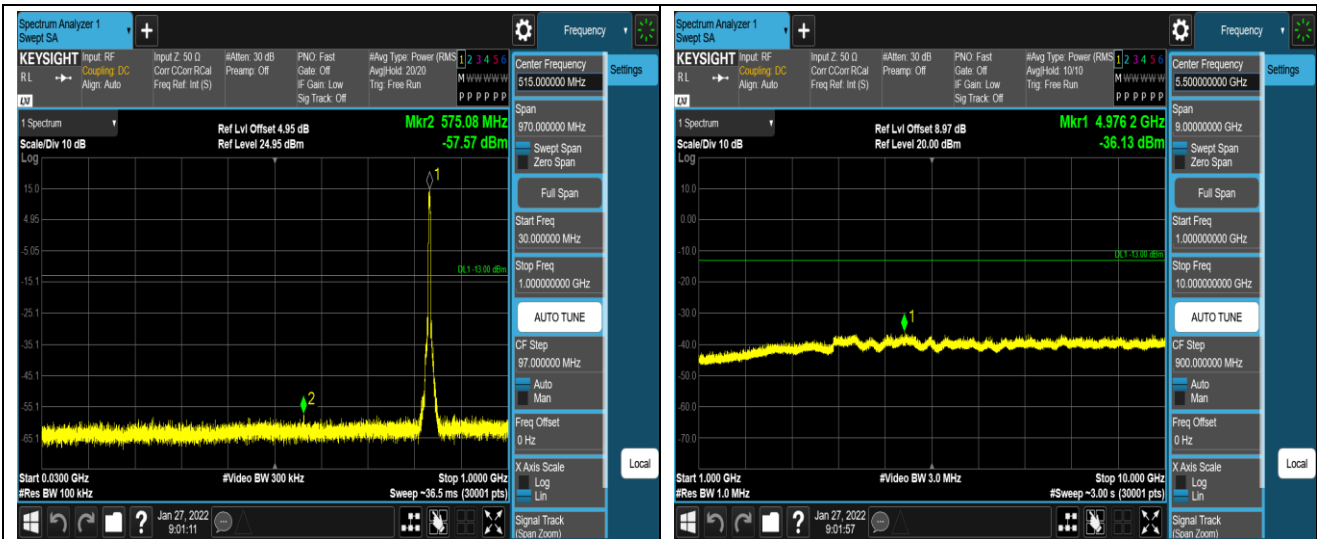 Spectrum Analyzer 1
Swept SA
+
Frequency
KEYSIGHT
RL
LXI
Input: RF
Coupling: DC
Align: Auto
Input Z: 50 Ω
Corr CCorr RCal
Freq Ref: Int (S)
#Atten: 30 dB
Preamp: Off
PNO: Fast
Gate: Off
IF Gain: Low
Sig Track: Off
#Avg Type: Power (RMS
Avg|Hold: 20/20
Trig: Free Run
1 2 3 4 5 6
M W W W W W
P P P P P P
Center Frequency
515.000000 MHz
Settings
1 Spectrum
Scale/Div 10 dB
Log
Ref Lvl Offset 4.95 dB
Ref Level 24.95 dBm
Mkr2 575.08 MHz
-57.57 dBm
15.0
4.95
-5.05
-15.1
-25.1
-35.1
-45.1
-55.1
-65.1
1
2
DL1 -13.00 dBm
Start 0.0300 GHz
#Res BW 100 kHz
#Video BW 300 kHz
Stop 1.0000 GHz
Sweep ~36.5 ms (30001 pts)
Span
970.000000 MHz
Swept Span
Zero Span
Full Span
Start Freq
30.000000 MHz
Stop Freq
1.000000000 GHz
AUTO TUNE
CF Step
97.000000 MHz
Auto
Man
Freq Offset
0 Hz
X Axis Scale
Log
Lin
Signal Track
(Span Zoom)
Local
?
Jan 27, 2022
9:01:11
Spectrum Analyzer 1
Swept SA
+
Frequency
KEYSIGHT
RL
LXI
Input: RF
Coupling: DC
Align: Auto
Input Z: 50 Ω
Corr CCorr RCal
Freq Ref: Int (S)
#Atten: 30 dB
Preamp: Off
PNO: Fast
Gate: Off
IF Gain: Low
Sig Track: Off
#Avg Type: Power (RMS
Avg|Hold: 10/10
Trig: Free Run
1 2 3 4 5 6
M W W W W W
P P P P P P
Center Frequency
5.500000000 GHz
Settings
1 Spectrum
Scale/Div 10 dB
Log
Ref Lvl Offset 8.97 dB
Ref Level 20.00 dBm
Mkr1 4.976 2 GHz
-36.13 dBm
10.0
0.00
-10.0
-20.0
-30.0
-40.0
-50.0
-60.0
-70.0
1
DL1 -13.00 dBm
Start 1.000 GHz
#Res BW 1.0 MHz
#Video BW 3.0 MHz
Stop 10.000 GHz
#Sweep ~3.00 s (30001 pts)
Span
9.00000000 GHz
Swept Span
Zero Span
Full Span
Start Freq
1.000000000 GHz
Stop Freq
10.000000000 GHz
AUTO TUNE
CF Step
900.000000 MHz
Auto
Man
Freq Offset
0 Hz
X Axis Scale
Log
Lin
Signal Track
(Span Zoom)
Local
?
Jan 27, 2022
9:01:57